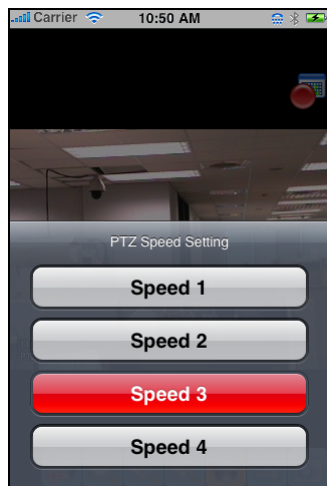 Carrier 10:50 AM
PTZ Speed Setting
Speed 1
Speed 2
Speed 3
Speed 4